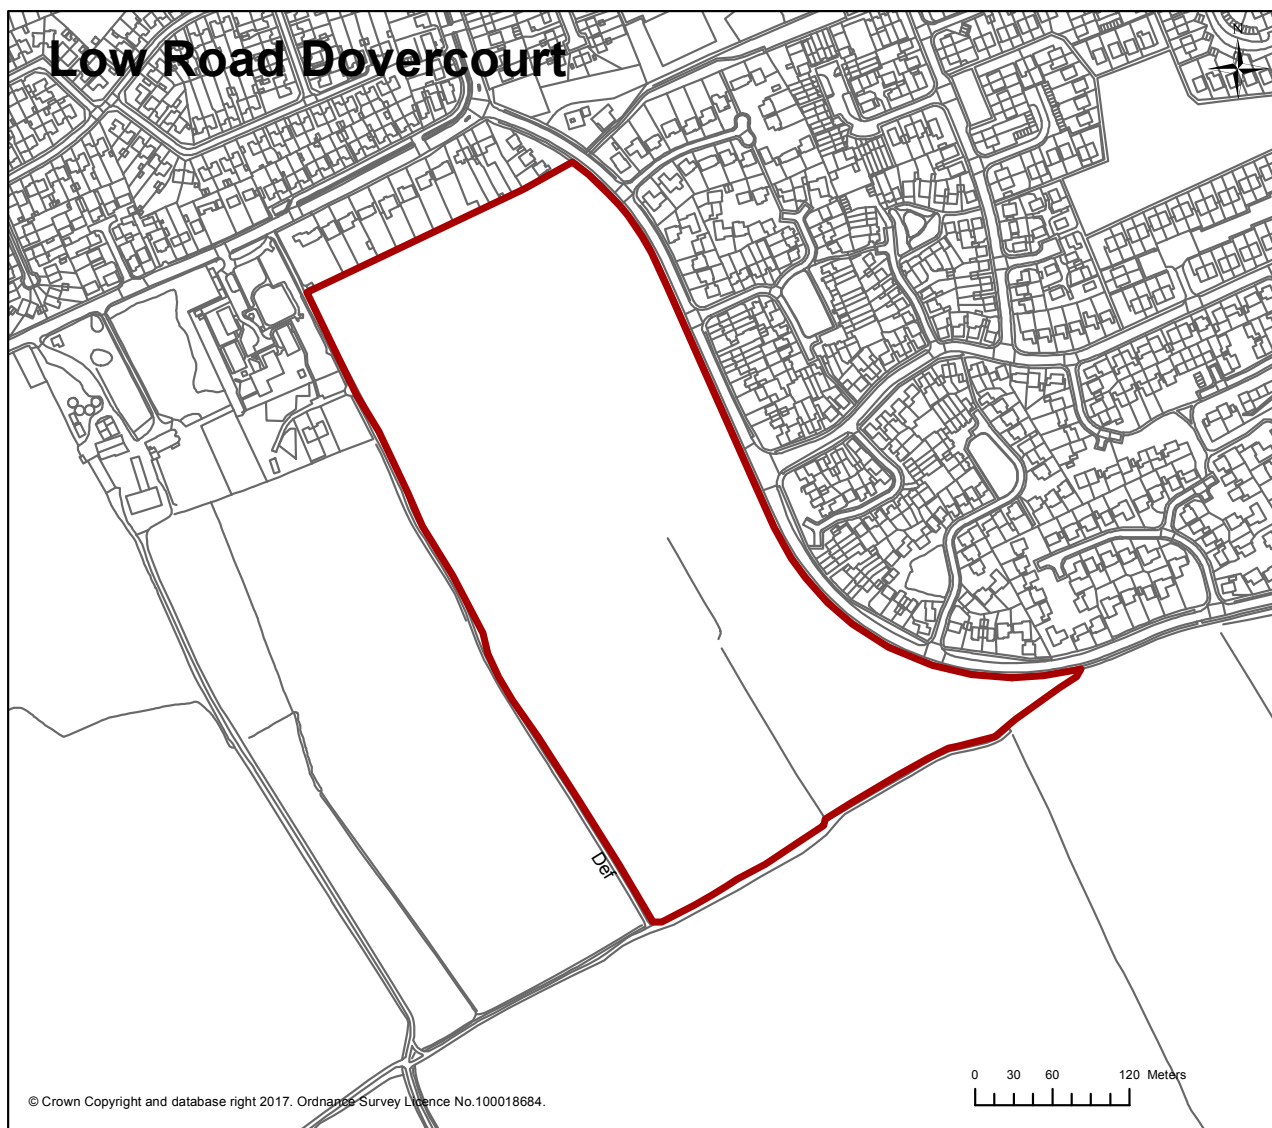 Low Road Dovercourt
N
Def
0 30 60 120 Meters
© Crown Copyright and database right 2017. Ordnance Survey Licence No.100018684.